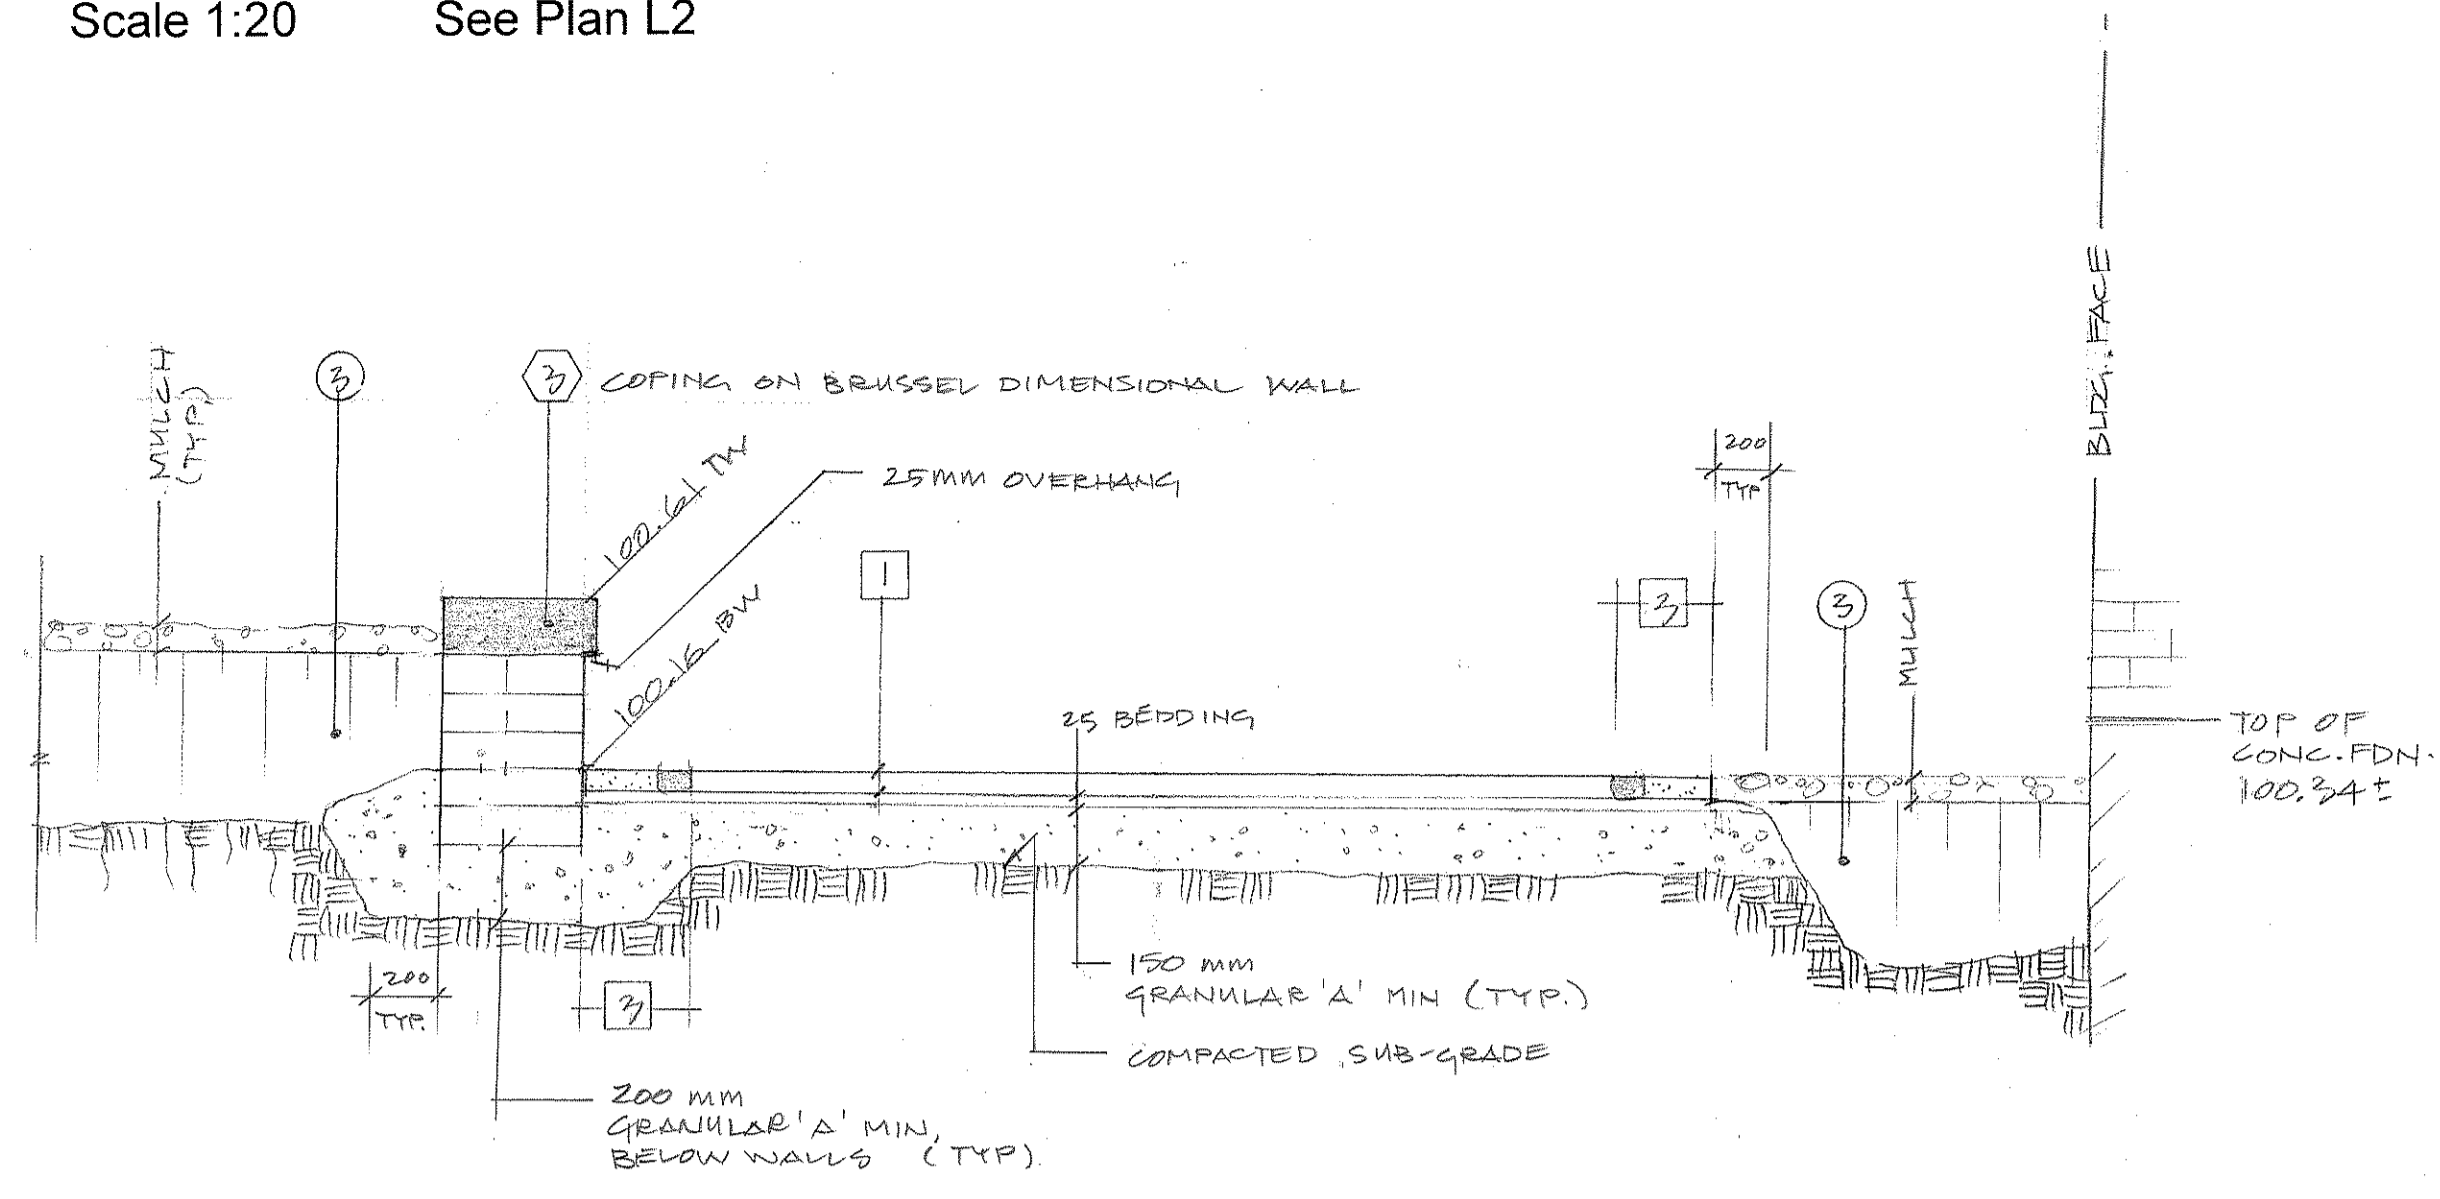 Scale 1:20 See Plan L2
BLDG. FACE
MULCH
(TYP)
3
3 COPING ON BRUSSEL DIMENSIONAL WALL
100.61 TW
25MM OVERHANG
200
TYP
1
3
3
MULCH
100.16 BW
25 BEDDING
TOP OF
CONC. FDN.
100.34 ±
200
TYP.
3
150 mm
GRANULAR 'A' MIN (TYP.)
COMPACTED SUB-GRADE
200 mm
GRANULAR 'A' MIN,
BELOW WALLS (TYP).